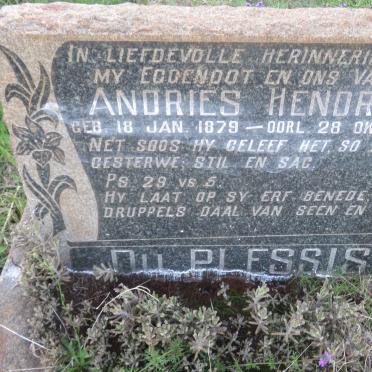 IN LIEFDEVOLLE HERINNERI
MY EGGENOOT EN ONS VA
ANDRIES HENDR
GEB 18 JAN. 1879 – OORL. 28 OK
NET SOOS HY GELEEF HET SO
GESTERWE; STIL EN SAG.
PS. 29 VS 5.
HY LAAT OP SY ERF BENEDE
DRUPPELS DAAL VAN SEEN EN
DU PLESSIS